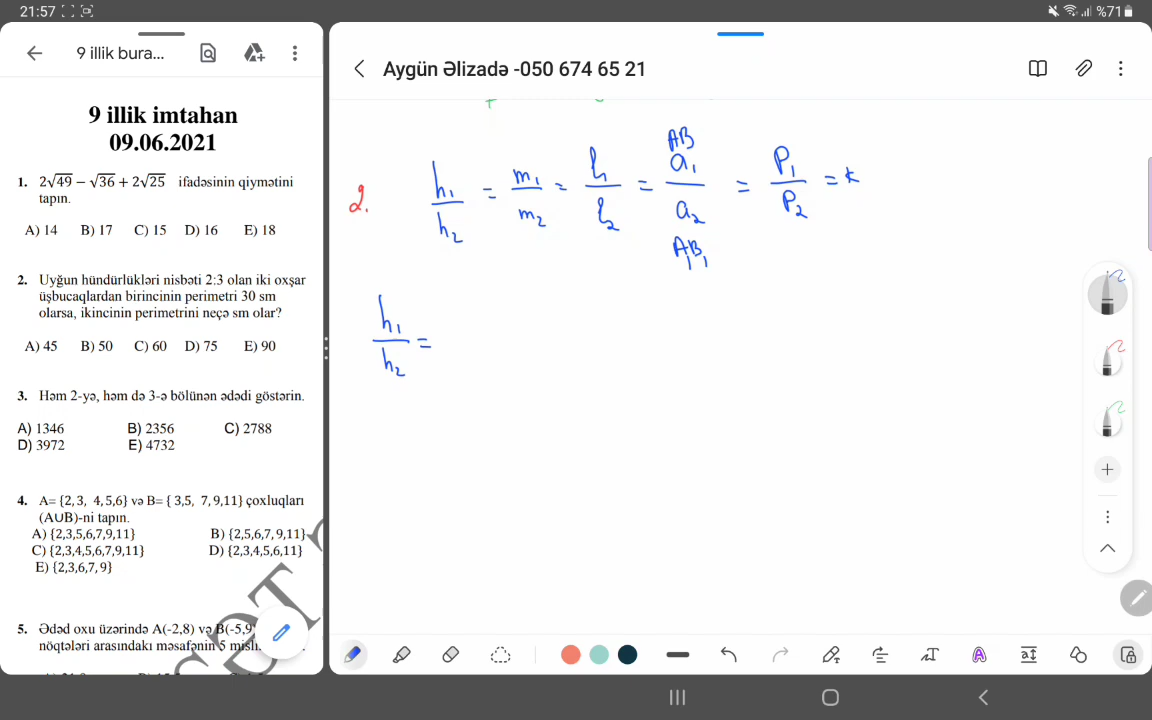 21:57
%71
9 illik bura...
9 illik imtahan
09.06.2021
1. 2√49 − √36 + 2√25 ifadəsinin qiymətini
tapın.
A) 14 B) 17 C) 15 D) 16 E) 18
2. Uyğun hündürlükləri nisbəti 2:3 olan iki oxşar
üşbucaqlardan birincinin perimetri 30 sm
olarsa, ikincinin perimetrini neçə sm olar?
A) 45 B) 50 C) 60 D) 75 E) 90
3. Həm 2-yə, həm də 3-ə bölünən ədədi göstərin.
A) 1346 B) 2356 C) 2788
D) 3972 E) 4732
4. A= {2,3, 4,5,6} və B= { 3,5, 7,9,11} çoxluqları
(A∪B)-ni tapın.
A) {2,3,5,6,7,9,11} B) {2,5,6,7,9,11}
C) {2,3,4,5,6,7,9,11} D) {2,3,4,5,6,11}
E) {2,3,6,7,9}
5. Ədəd oxu üzərində A(-2,8) və B(-5,9
nöqtələri arasındakı məsafənin 5 misli.
Aygün Əlizadə -050 674 65 21
AB
2. h₁/h₂ = m₁/m₂ = l₁/l₂ = a₁/a₂ = P₁/P₂ = k
A₁B₁
h₁/h₂ =